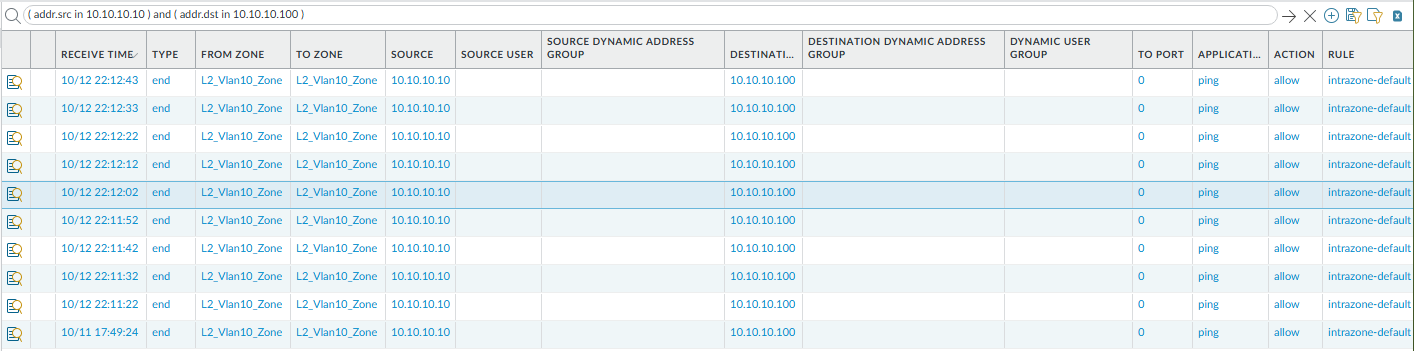 ( addr.src in 10.10.10.10 ) and ( addr.dst in 10.10.10.100 )
RECEIVE TIME TYPE FROM ZONE TO ZONE SOURCE SOURCE USER SOURCE DYNAMIC ADDRESS GROUP DESTINATI... DESTINATION DYNAMIC ADDRESS GROUP DYNAMIC USER GROUP TO PORT APPLICATI... ACTION RULE
10/12 22:12:43 end L2_Vlan10_Zone L2_Vlan10_Zone 10.10.10.10 10.10.10.100 0 ping allow intrazone-default
10/12 22:12:33 end L2_Vlan10_Zone L2_Vlan10_Zone 10.10.10.10 10.10.10.100 0 ping allow intrazone-default
10/12 22:12:22 end L2_Vlan10_Zone L2_Vlan10_Zone 10.10.10.10 10.10.10.100 0 ping allow intrazone-default
10/12 22:12:12 end L2_Vlan10_Zone L2_Vlan10_Zone 10.10.10.10 10.10.10.100 0 ping allow intrazone-default
10/12 22:12:02 end L2_Vlan10_Zone L2_Vlan10_Zone 10.10.10.10 10.10.10.100 0 ping allow intrazone-default
10/12 22:11:52 end L2_Vlan10_Zone L2_Vlan10_Zone 10.10.10.10 10.10.10.100 0 ping allow intrazone-default
10/12 22:11:42 end L2_Vlan10_Zone L2_Vlan10_Zone 10.10.10.10 10.10.10.100 0 ping allow intrazone-default
10/12 22:11:32 end L2_Vlan10_Zone L2_Vlan10_Zone 10.10.10.10 10.10.10.100 0 ping allow intrazone-default
10/12 22:11:22 end L2_Vlan10_Zone L2_Vlan10_Zone 10.10.10.10 10.10.10.100 0 ping allow intrazone-default
10/11 17:49:24 end L2_Vlan10_Zone L2_Vlan10_Zone 10.10.10.10 10.10.10.100 0 ping allow intrazone-default